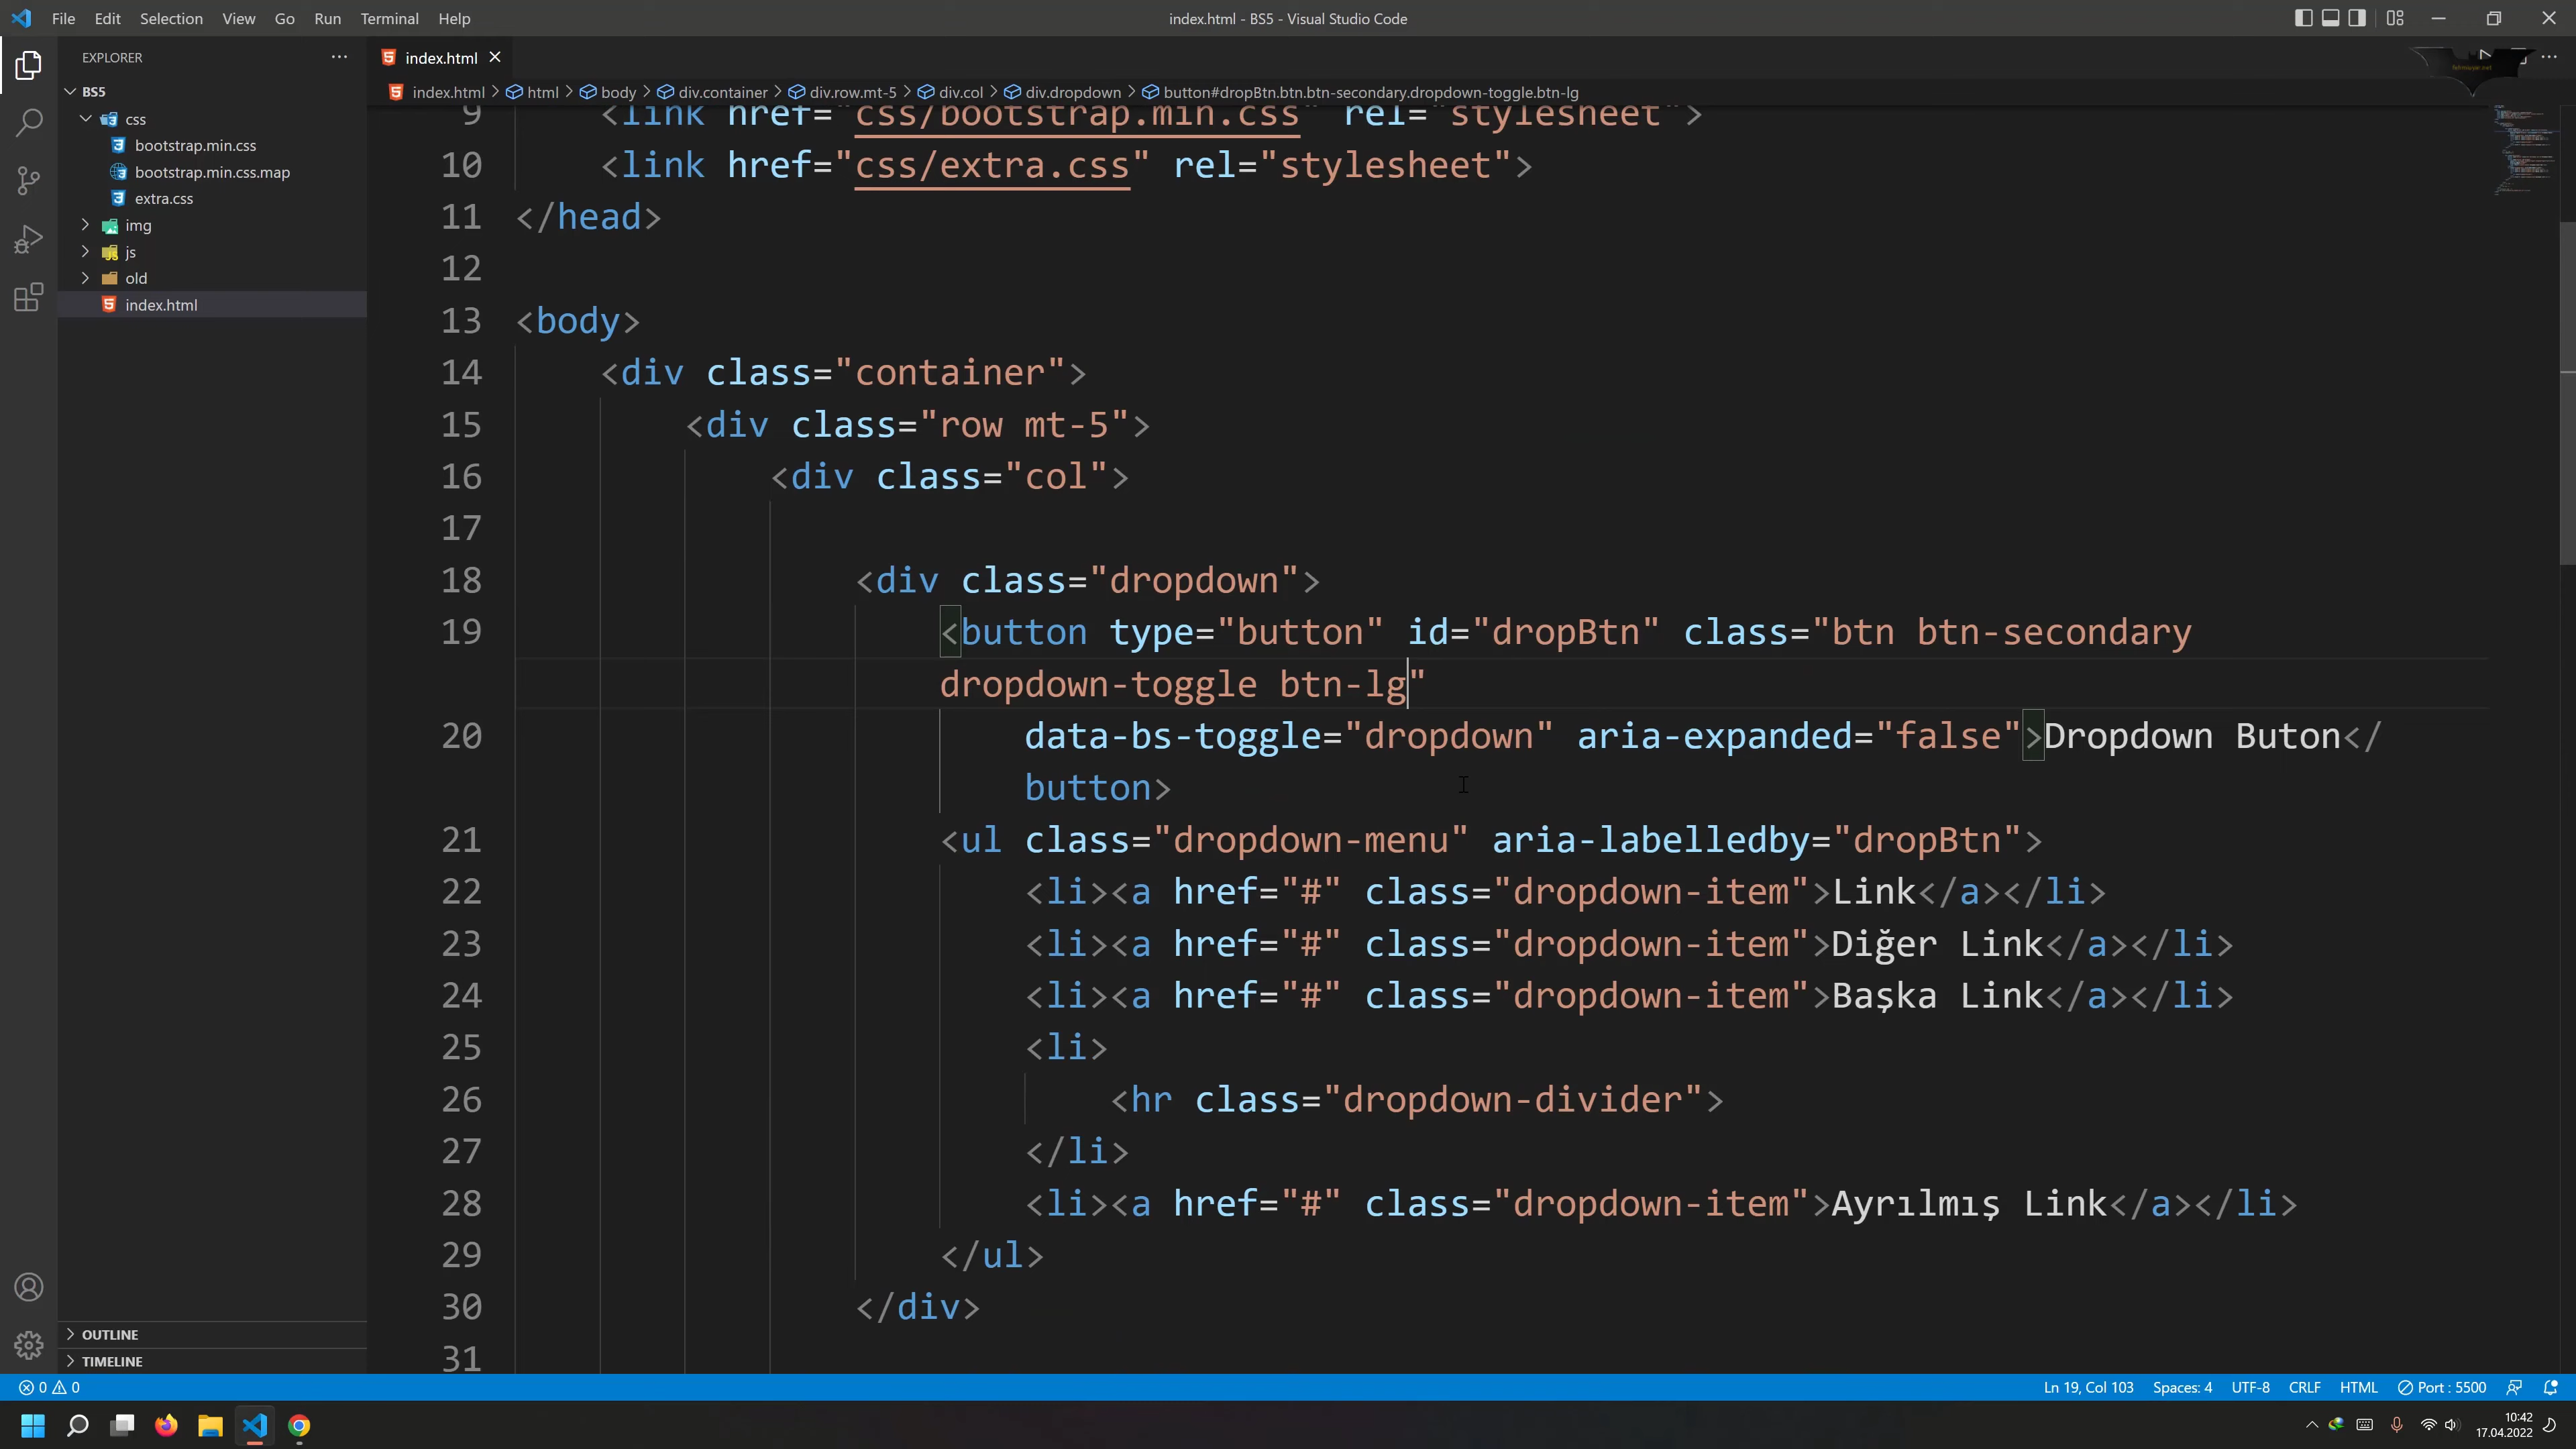 File Edit Selection View Go Run Terminal Help
index.html - BS5 - Visual Studio Code
EXPLORER
BS5
css
bootstrap.min.css
bootstrap.min.css.map
extra.css
img
js
old
index.html
OUTLINE
TIMELINE
index.html
index.html > html > body > div.container > div.row.mt-5 > div.col > div.dropdown > button#dropBtn.btn.btn-secondary.dropdown-toggle.btn-lg
9 <link href="css/bootstrap.min.css" rel="stylesheet">
10 <link href="css/extra.css" rel="stylesheet">
11 </head>
12
13 <body>
14 <div class="container">
15 <div class="row mt-5">
16 <div class="col">
17
18 <div class="dropdown">
19 <button type="button" id="dropBtn" class="btn btn-secondary
dropdown-toggle btn-lg"
20 data-bs-toggle="dropdown" aria-expanded="false">Dropdown Buton</
button>
21 <ul class="dropdown-menu" aria-labelledby="dropBtn">
22 <li><a href="#" class="dropdown-item">Link</a></li>
23 <li><a href="#" class="dropdown-item">Diğer Link</a></li>
24 <li><a href="#" class="dropdown-item">Başka Link</a></li>
25 <li>
26 <hr class="dropdown-divider">
27 </li>
28 <li><a href="#" class="dropdown-item">Ayrılmış Link</a></li>
29 </ul>
30 </div>
31
0 0
Ln 19, Col 103 Spaces: 4 UTF-8 CRLF HTML Port : 5500
10:42
17.04.2022